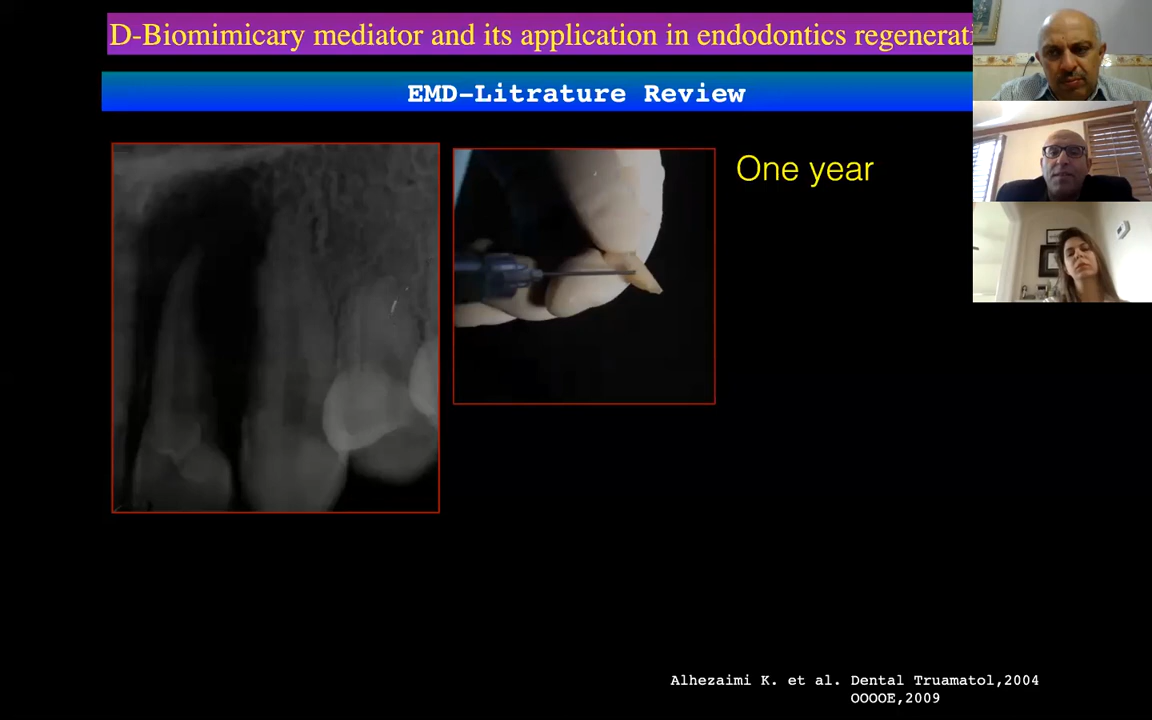 D-Biomimicary mediator and its application in endodontics regenerati
EMD-Litrature Review
One year
Alhezaimi K. et al. Dental Truamatol,2004
OOOOE,2009